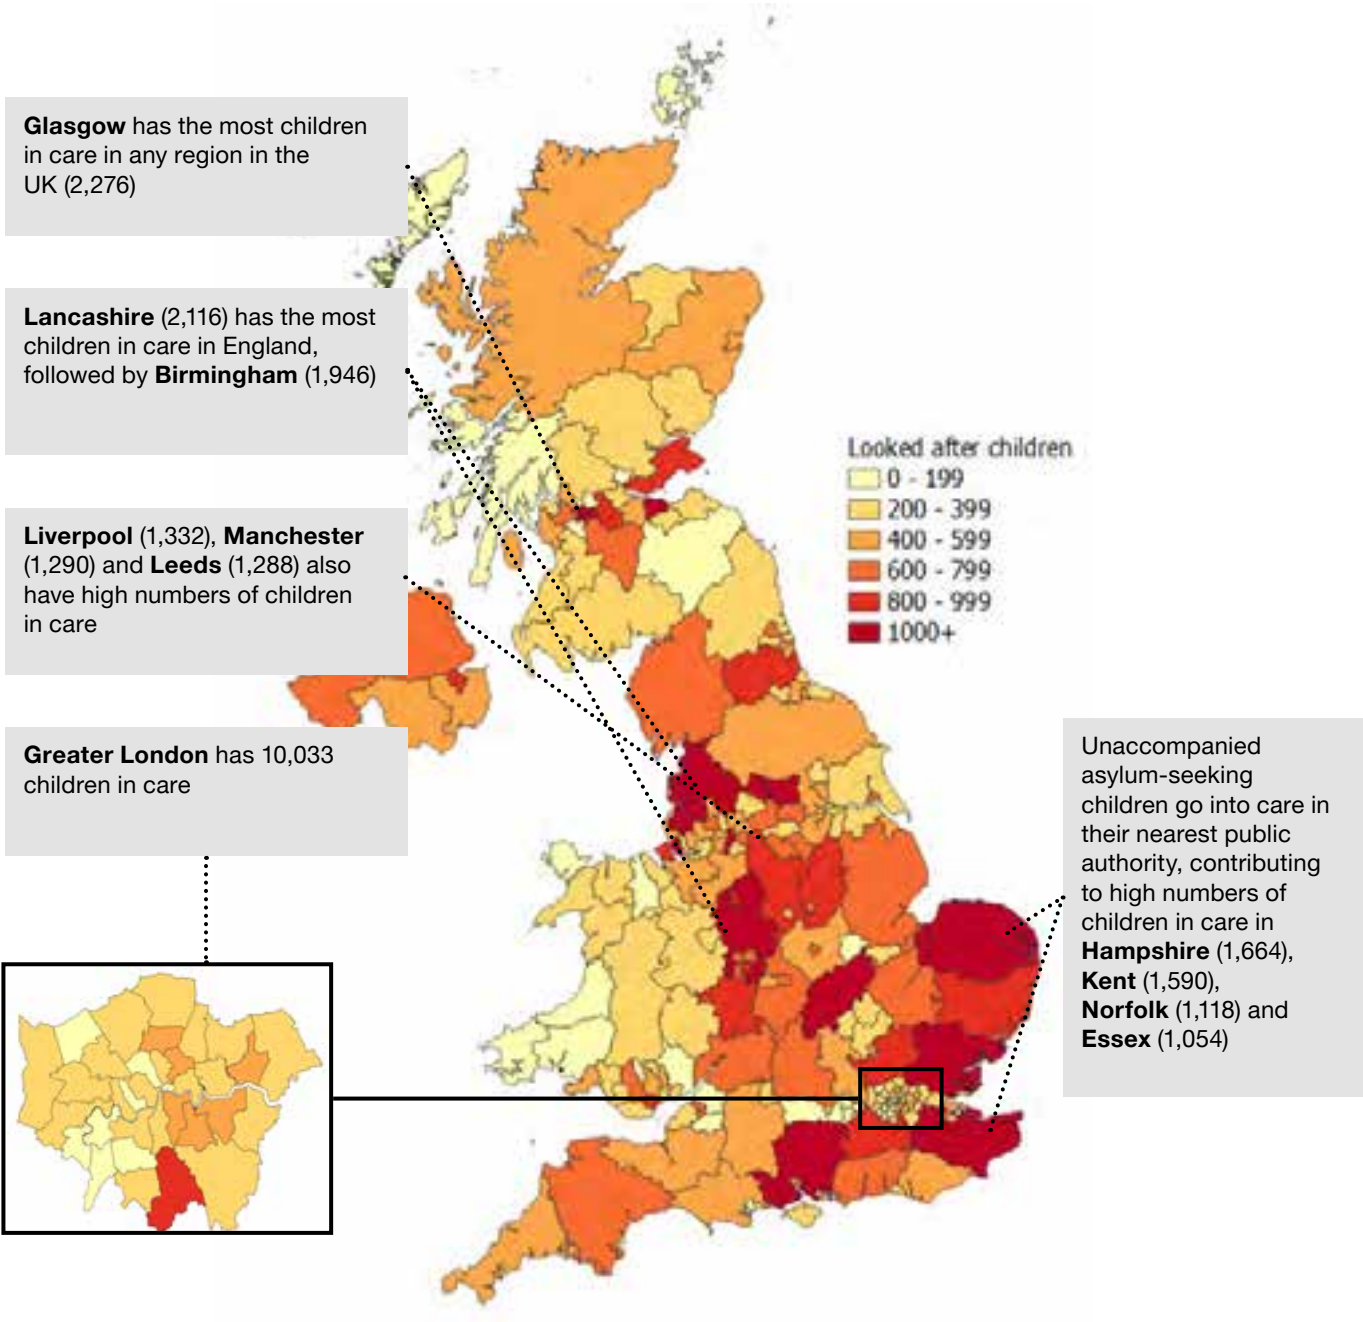 Glasgow has the most children
in care in any region in the
UK (2,276)
Lancashire (2,116) has the most
children in care in England,
followed by Birmingham (1,946)
Liverpool (1,332), Manchester
(1,290) and Leeds (1,288) also
have high numbers of children
in care
Greater London has 10,033
children in care
Looked after children
0 - 199
200 - 399
400 - 599
600 - 799
800 - 999
1000+
Unaccompanied
asylum-seeking
children go into care in
their nearest public
authority, contributing
to high numbers of
children in care in
Hampshire (1,664),
Kent (1,590),
Norfolk (1,118) and
Essex (1,054)